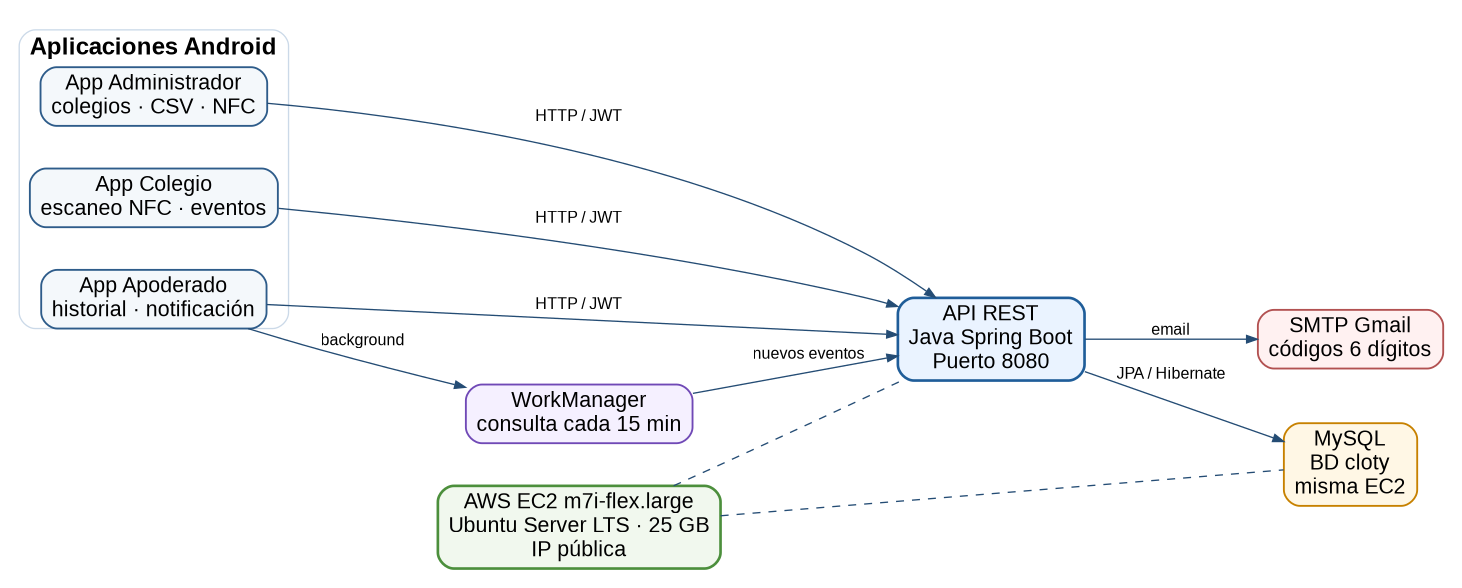 Aplicaciones Android
App Administrador
colegios · CSV · NFC
HTTP / JWT
App Colegio
escaneo NFC · eventos
HTTP / JWT
App Apoderado
historial · notificación
HTTP / JWT
background
nuevos eventos
WorkManager
consulta cada 15 min
API REST
Java Spring Boot
Puerto 8080
email
SMTP Gmail
códigos 6 dígitos
JPA / Hibernate
MySQL
BD cloty
misma EC2
AWS EC2 m7i-flex.large
Ubuntu Server LTS · 25 GB
IP pública